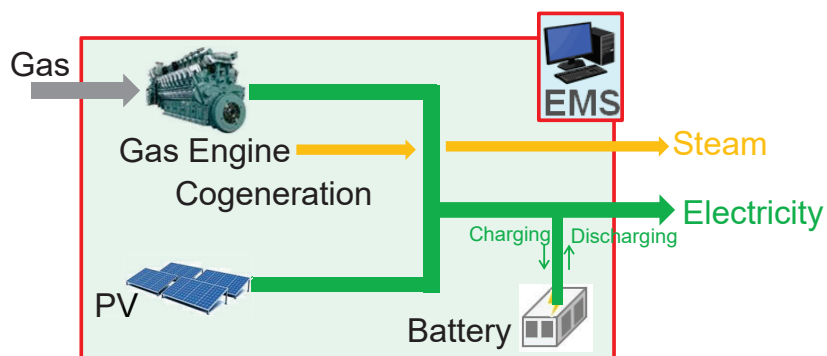 Gas
EMS
Gas Engine
Cogeneration
Steam
Electricity
Charging
Discharging
PV
Battery